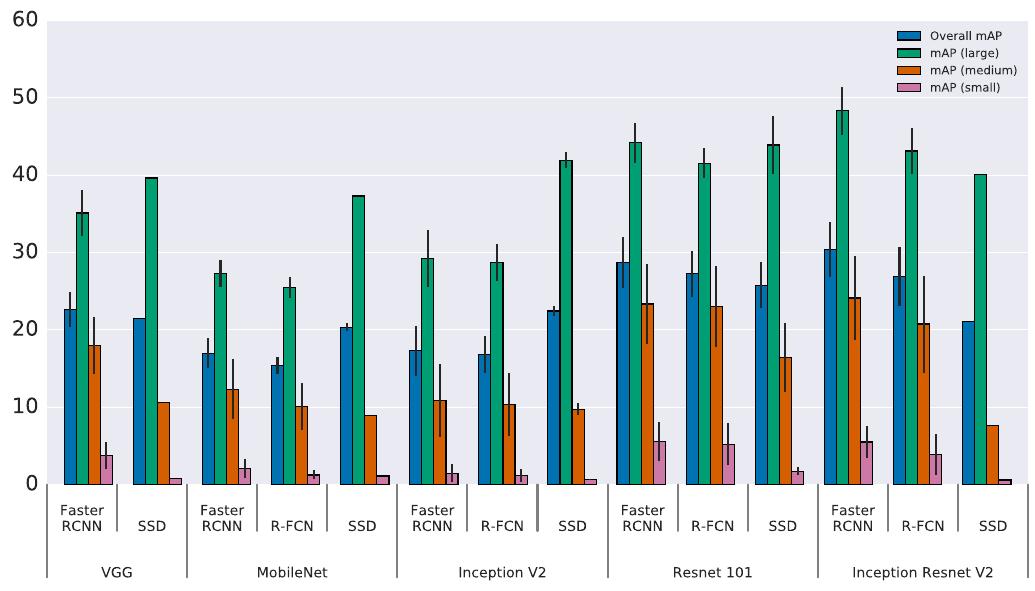 60
50
40
30
20
10
0
Overall mAP
mAP (large)
mAP (medium)
mAP (small)
Faster
RCNN
SSD
Faster
RCNN
R-FCN
SSD
Faster
RCNN
R-FCN
SSD
Faster
RCNN
R-FCN
SSD
Faster
RCNN
R-FCN
SSD
VGG
MobileNet
Inception V2
Resnet 101
Inception Resnet V2